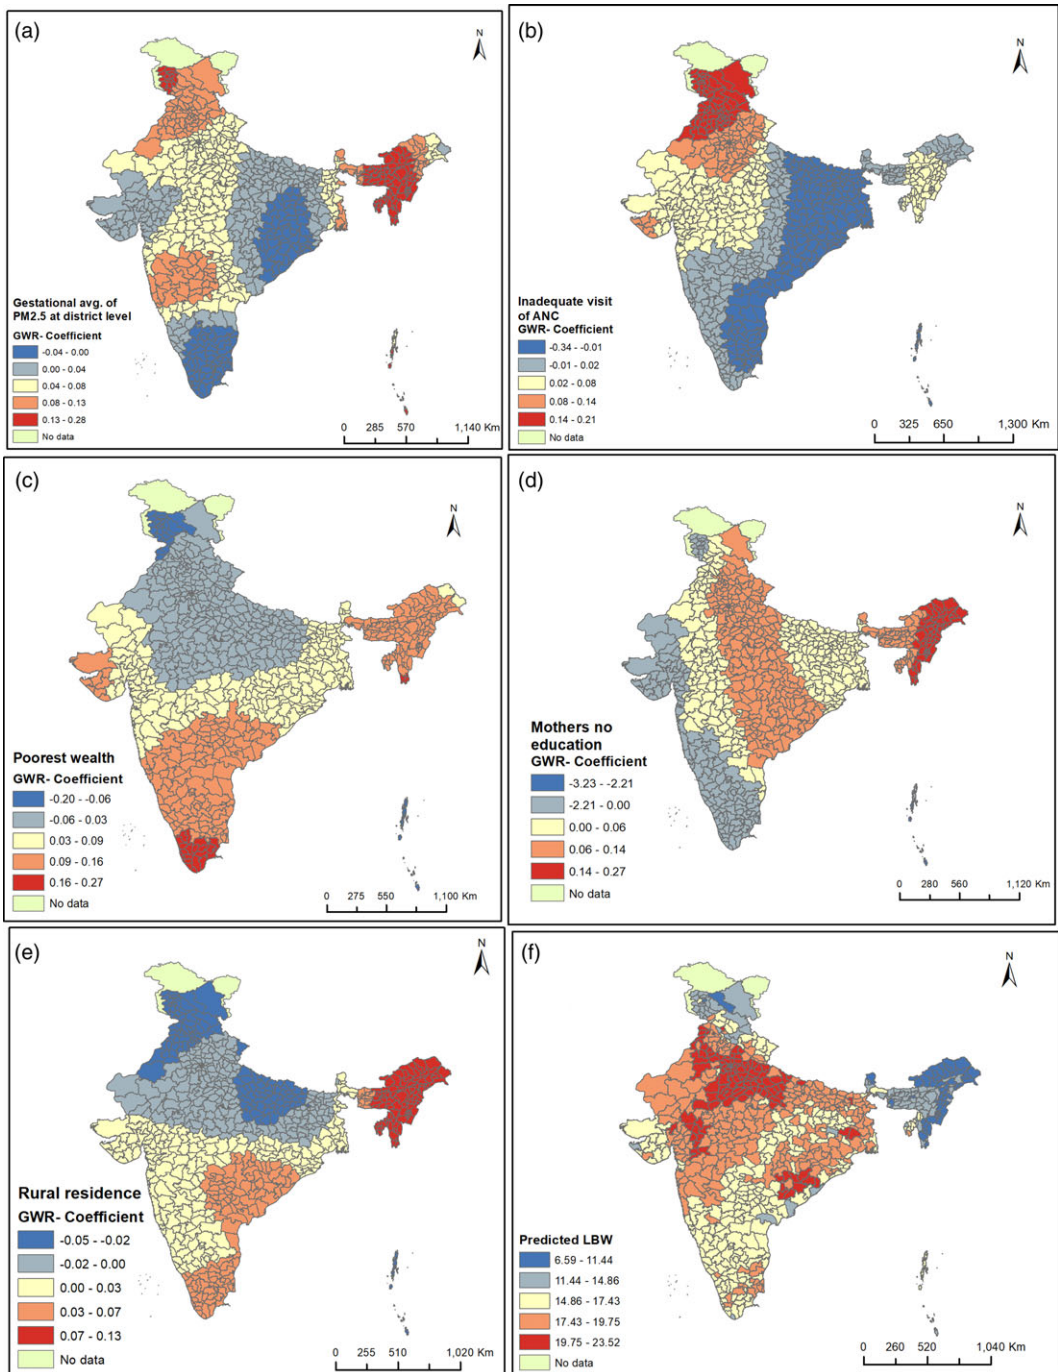 (a)
N
Gestational avg. of
PM2.5 at district level
GWR- Coefficient
-0.04 - 0.00
0.00 - 0.04
0.04 - 0.08
0.08 - 0.13
0.13 - 0.28
No data
0 285 570 1,140 Km
(b)
N
Inadequate visit
of ANC
GWR- Coefficient
-0.34 - -0.01
-0.01 - 0.02
0.02 - 0.08
0.08 - 0.14
0.14 - 0.21
No data
0 325 650 1,300 Km
(c)
N
Poorest wealth
GWR- Coefficient
-0.20 - -0.06
-0.06 - 0.03
0.03 - 0.09
0.09 - 0.16
0.16 - 0.27
No data
0 275 550 1,100 Km
(d)
N
Mothers no
education
GWR- Coefficient
-3.23 - -2.21
-2.21 - 0.00
0.00 - 0.06
0.06 - 0.14
0.14 - 0.27
No data
0 280 560 1,120 Km
(e)
N
Rural residence
GWR- Coefficient
-0.05 - -0.02
-0.02 - 0.00
0.00 - 0.03
0.03 - 0.07
0.07 - 0.13
No data
0 255 510 1,020 Km
(f)
N
Predicted LBW
6.59 - 11.44
11.44 - 14.86
14.86 - 17.43
17.43 - 19.75
19.75 - 23.52
No data
0 260 520 1,040 Km